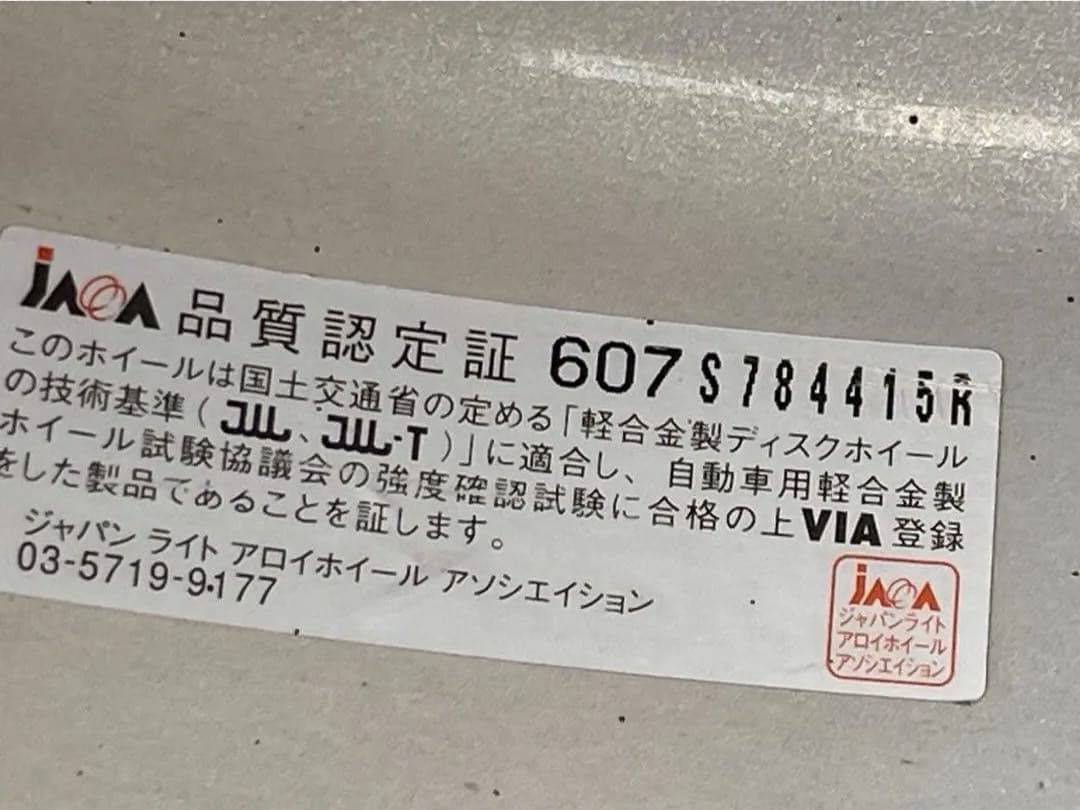 JAWA 品質認定証 607 S784415R
このホイールは国土交通省の定める「軽合金製ディスクホイール
の技術基準(JWL、JWL-T)」に適合し、自動車用軽合金製
ホイール試験協議会の強度確認試験に合格の上VIA登録
をした製品であることを証します。
ジャパン ライト アロイホイール アソシエイション
03-5719-9177
JAWA
ジャパンライト
アロイホイール
アソシエイション